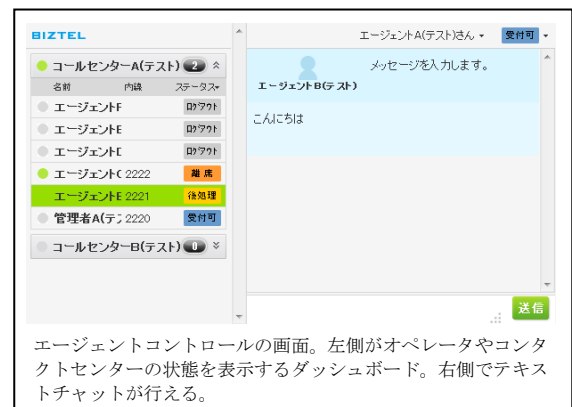 BIZTEL
エージェントA(テスト)さん
受付可
コールセンターA(テスト) 2
名前 内線 ステータス
エージェントF ログアウト
エージェントE ログアウト
エージェント ログアウト
エージェント 2222 離席
エージェント 2221 後処理
管理者A(テ 2220 受付可
コールセンターB(テスト) 0
メッセージを入力します。
エージェントB(テスト)
こんにちは
送信
エージェントコントロールの画面。左側がオペレータやコンタ
クトセンターの状態を表示するダッシュボード。右側でテキス
トチャットが行える。